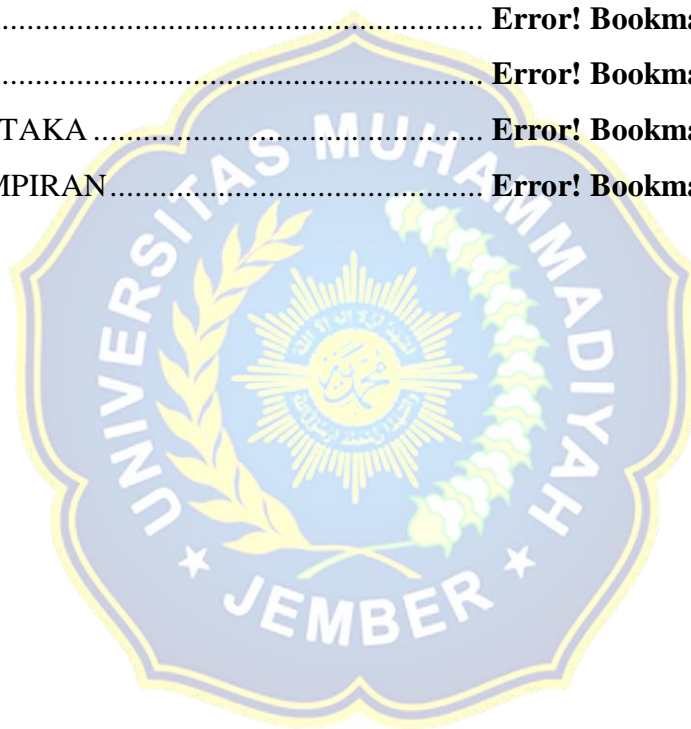 ............................................................ Error! Bookma
............................................................ Error! Bookma
TAKA ................................................ Error! Bookma
MPIRAN.............................................. Error! Bookma
UNIVERSITAS MUHAMMADIYAH
JEMBER